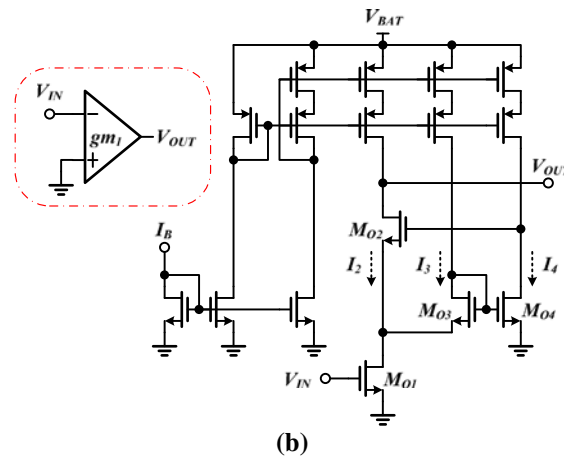 V_BAT
V_IN
gm_1
V_OUT
V_OUT
I_B
M_O2
I_2
I_3
I_4
M_O3
M_O4
V_IN
M_O1
(b)